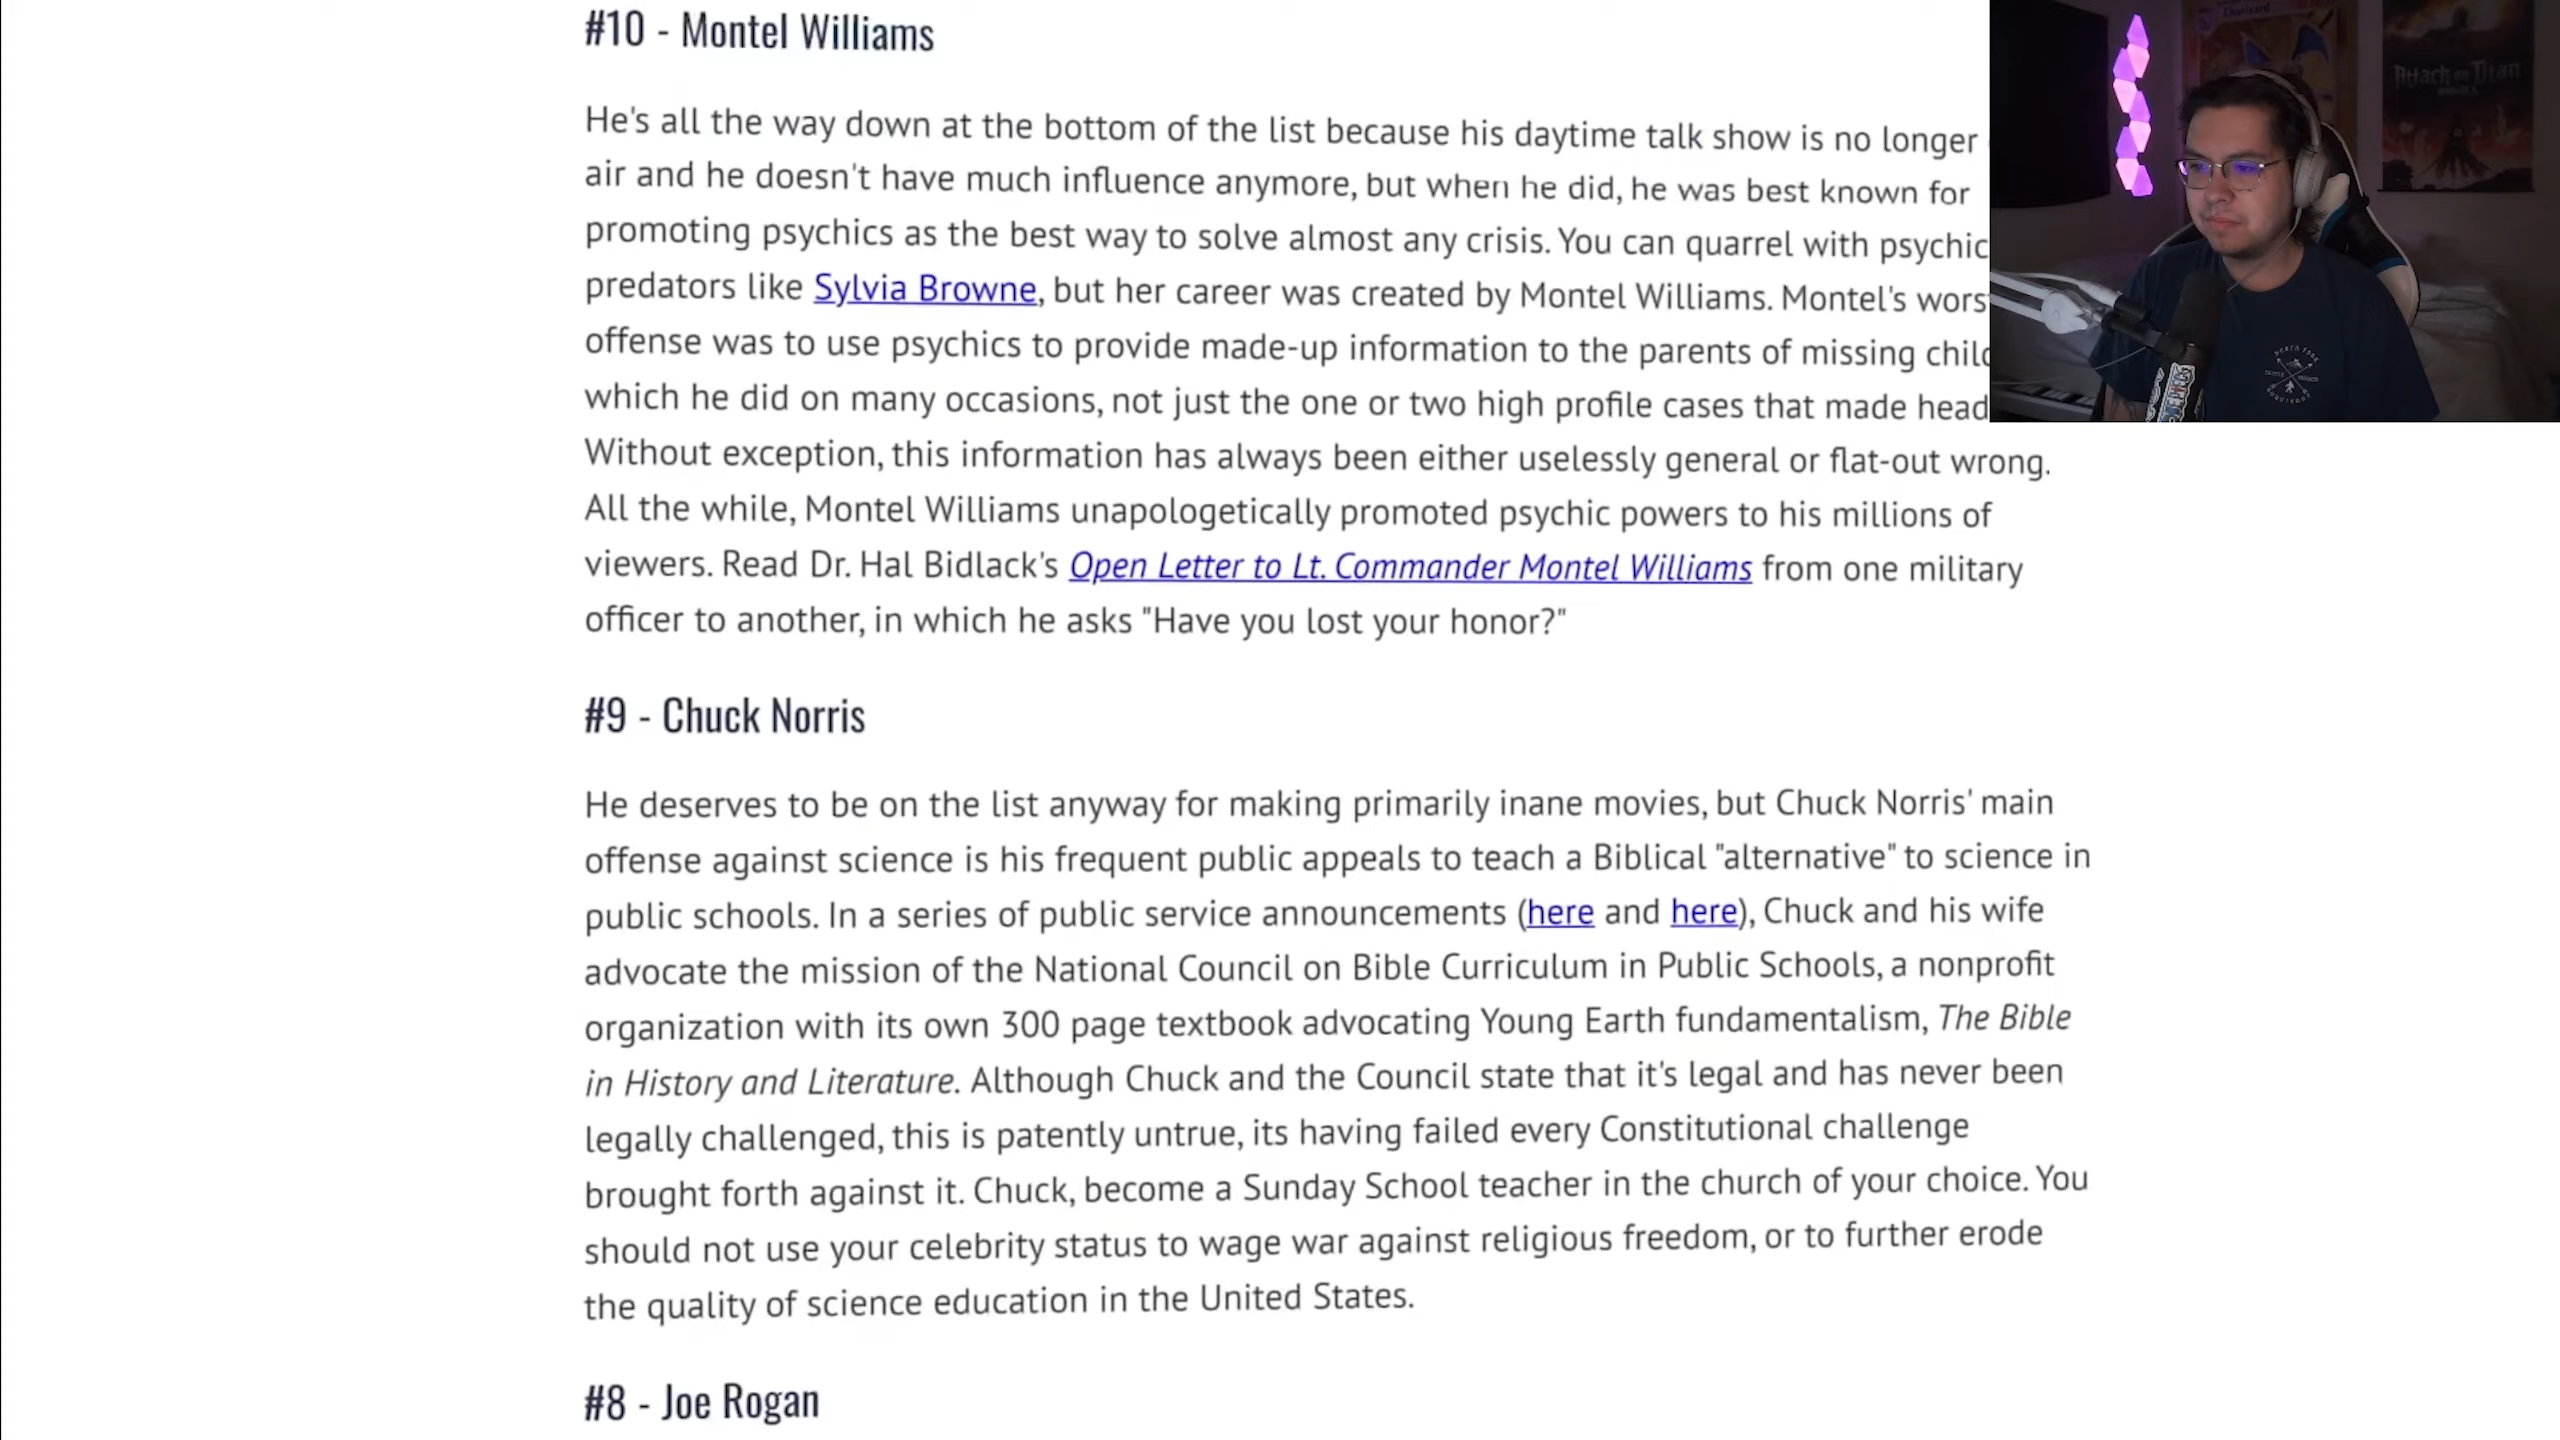 #10 - Montel Williams
He's all the way down at the bottom of the list because his daytime talk show is no longer
air and he doesn't have much influence anymore, but when he did, he was best known for
promoting psychics as the best way to solve almost any crisis. You can quarrel with psychic
predators like Sylvia Browne, but her career was created by Montel Williams. Montel's
offense was to use psychics to provide made-up information to the parents of missing
which he did on many occasions, not just the one or two high profile cases that made
Without exception, this information has always been either uselessly general or flat-out wrong.
All the while, Montel Williams unapologetically promoted psychic powers to his millions of
viewers. Read Dr. Hal Bidlack's Open Letter to Lt. Commander Montel Williams from one military
officer to another, in which he asks "Have you lost your honor?"
#9 - Chuck Norris
He deserves to be on the list anyway for making primarily inane movies, but Chuck Norris' main
offense against science is his frequent public appeals to teach a Biblical "alternative" to science in
public schools. In a series of public service announcements (here and here), Chuck and his wife
advocate the mission of the National Council on Bible Curriculum in Public Schools, a nonprofit
organization with its own 300 page textbook advocating Young Earth fundamentalism, The Bible
in History and Literature. Although Chuck and the Council state that it's legal and has never been
legally challenged, this is patently untrue, its having failed every Constitutional challenge
brought forth against it. Chuck, become a Sunday School teacher in the church of your choice. You
should not use your celebrity status to wage war against religious freedom, or to further erode
the quality of science education in the United States.
#8 - Joe Rogan
Charizard
Attack on Titan